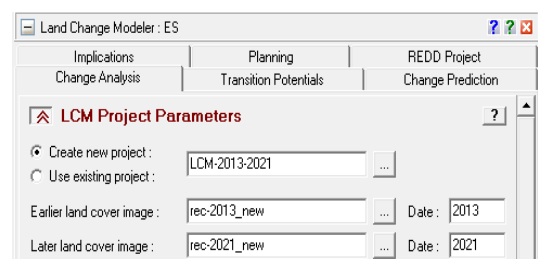 Land Change Modeler : ES ? ?
Implications Planning REDD Project
Change Analysis Transition Potentials Change Prediction
LCM Project Parameters ?
Create new project : LCM-2013-2021 ...
Use existing project :
Earlier land cover image : rec-2013_new ... Date : 2013
Later land cover image : rec-2021_new ... Date : 2021